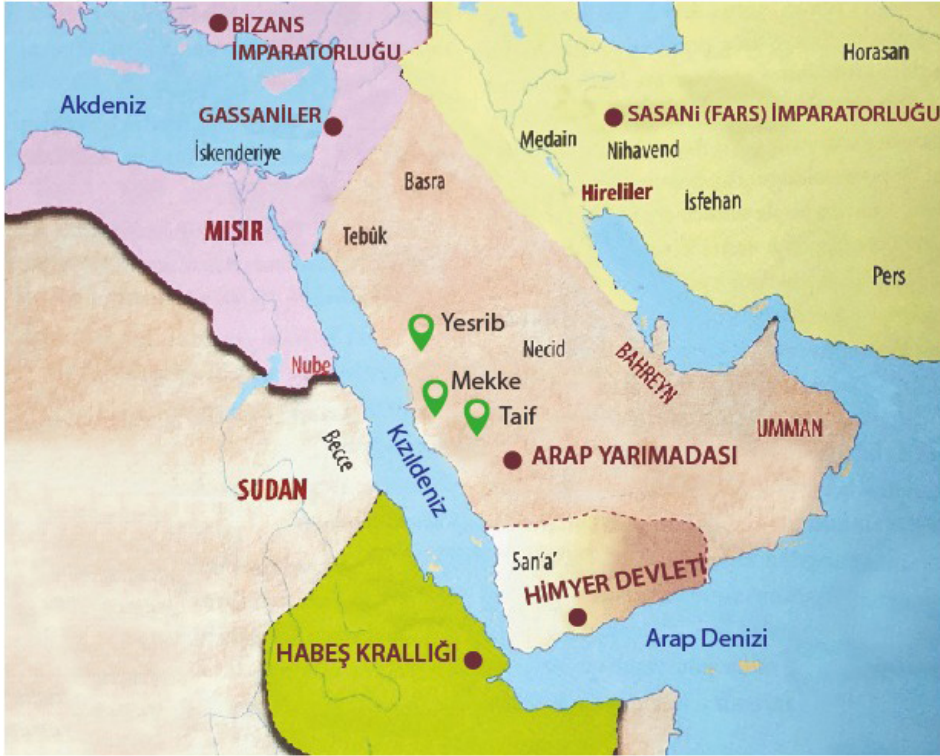 BİZANS
İMPARATORLUĞU
Horasan
Akdeniz
GASSANİLER
SASANi (FARS) İMPARATORLUĞU
Medain
Nihavend
İskenderiye
Basra
Hireliler
İsfehan
MISIR
Tebûk
Pers
Yesrib
Necid
BAHREYN
Nube
Mekke
Taif
UMMAN
Becce
Kızıldeniz
ARAP YARIMADASI
SUDAN
San'a'
HİMYER DEVLETİ
Arap Denizi
HABEŞ KRALLIĞI